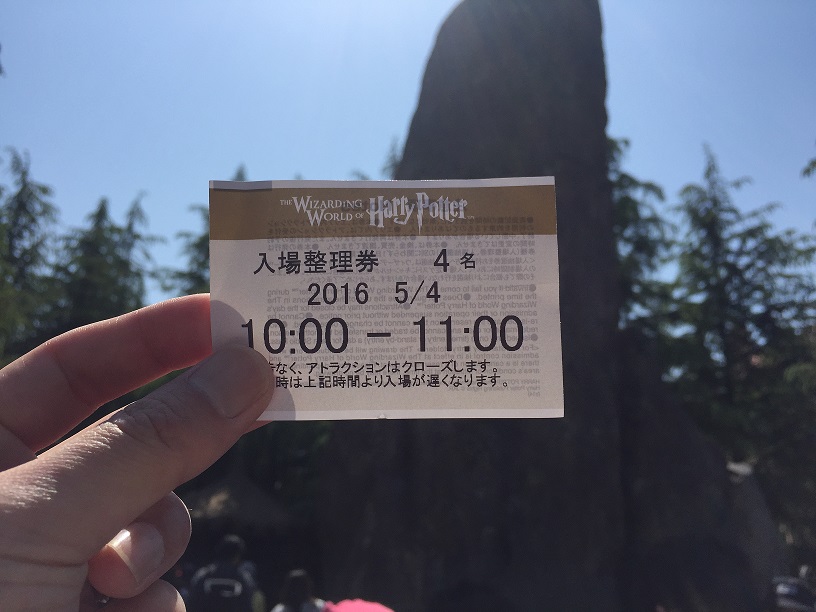 THE WIZARDING
WORLD OF Harry Potter
入場整理券 4名
2016 5/4
10:00 - 11:00
なく、アトラクションはクローズします。
時は上記時間より入場が遅くなります。